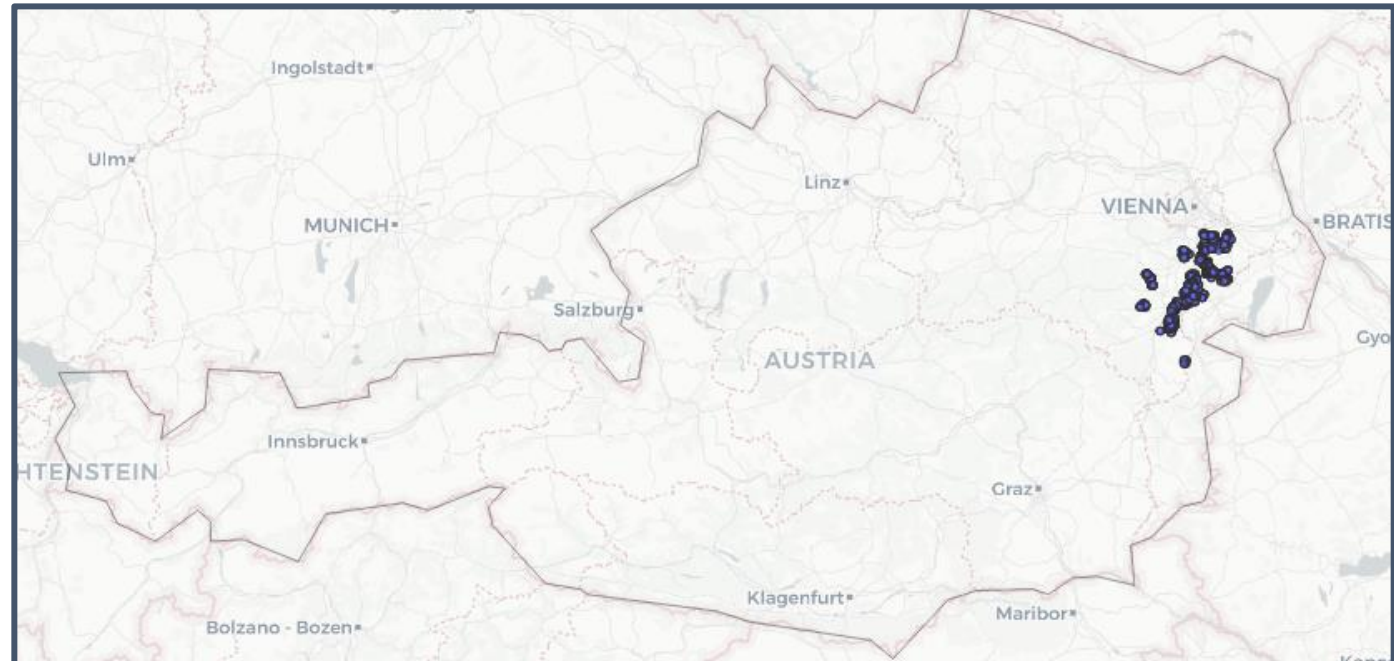 Ingolstadt
Ulm
Linz
VIENNA
MUNICH
BRATIS
Salzburg
Gyo
AUSTRIA
Innsbruck
HTENSTEIN
Graz
Klagenfurt
Maribor
Bolzano - Bozen